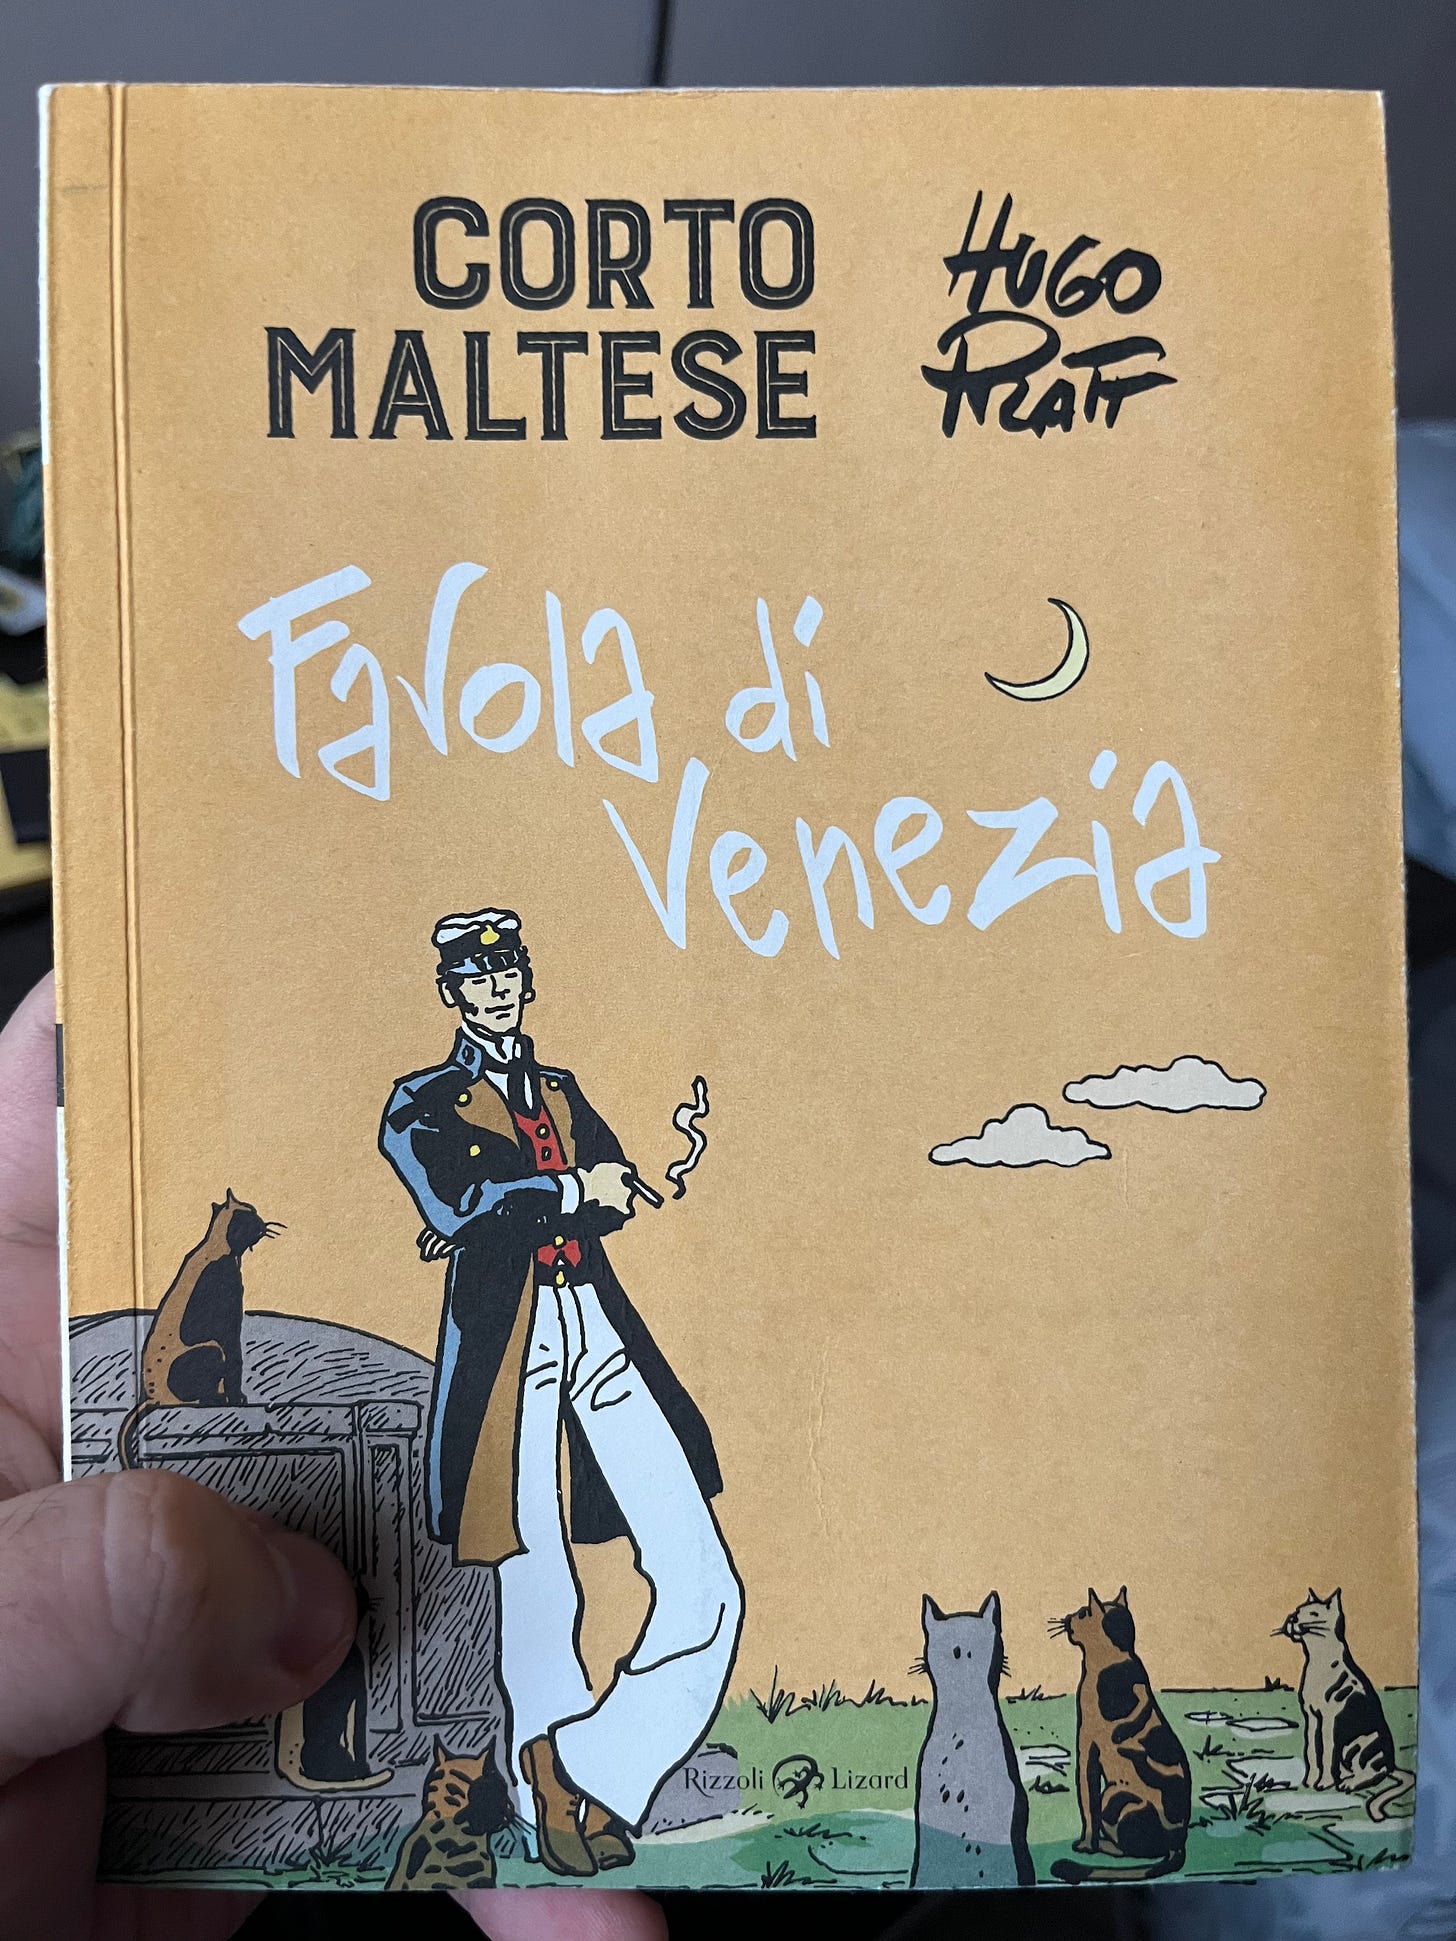 CORTO
MALTESE
HUGO
PRATT
Favola di
Venezia
Rizzoli Lizard